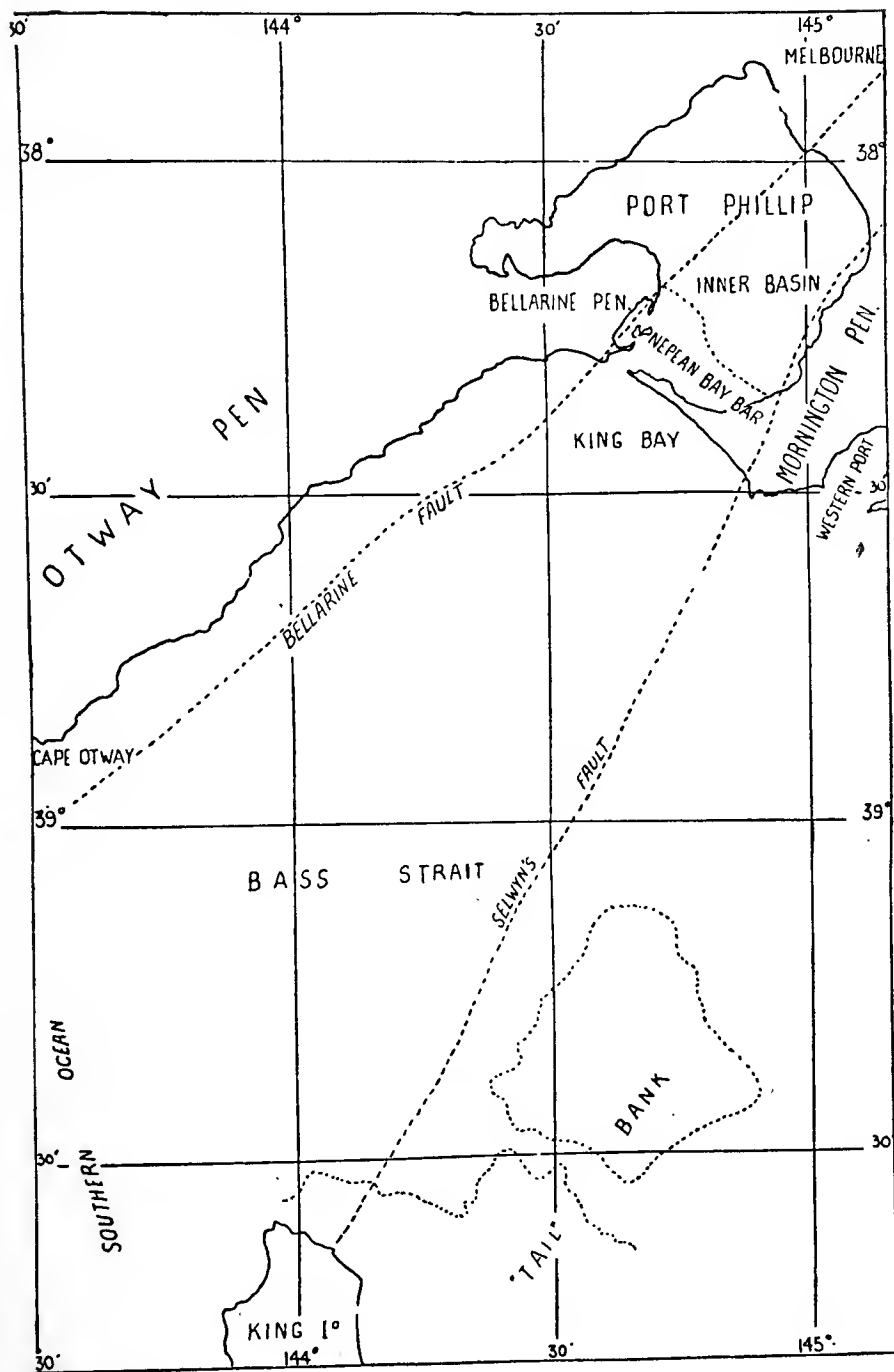 30' 144° 30' 145°
MELBOURNE
38° 38°
PORT PHILLIP
INNER BASIN
BELLARINE PEN.
NEPEAN BAY BAR
MORNINGTON PEN.
KING BAY
WESTERN PORT
OTWAY PEN
30' 30'
BELLARINE FAULT
CAPE OTWAY
39° 39°
BASS STRAIT
SELWYN'S FAULT
SOUTHERN OCEAN
BANK
30' 30'
"TAIL"
KING I°
30' 144° 30' 145°